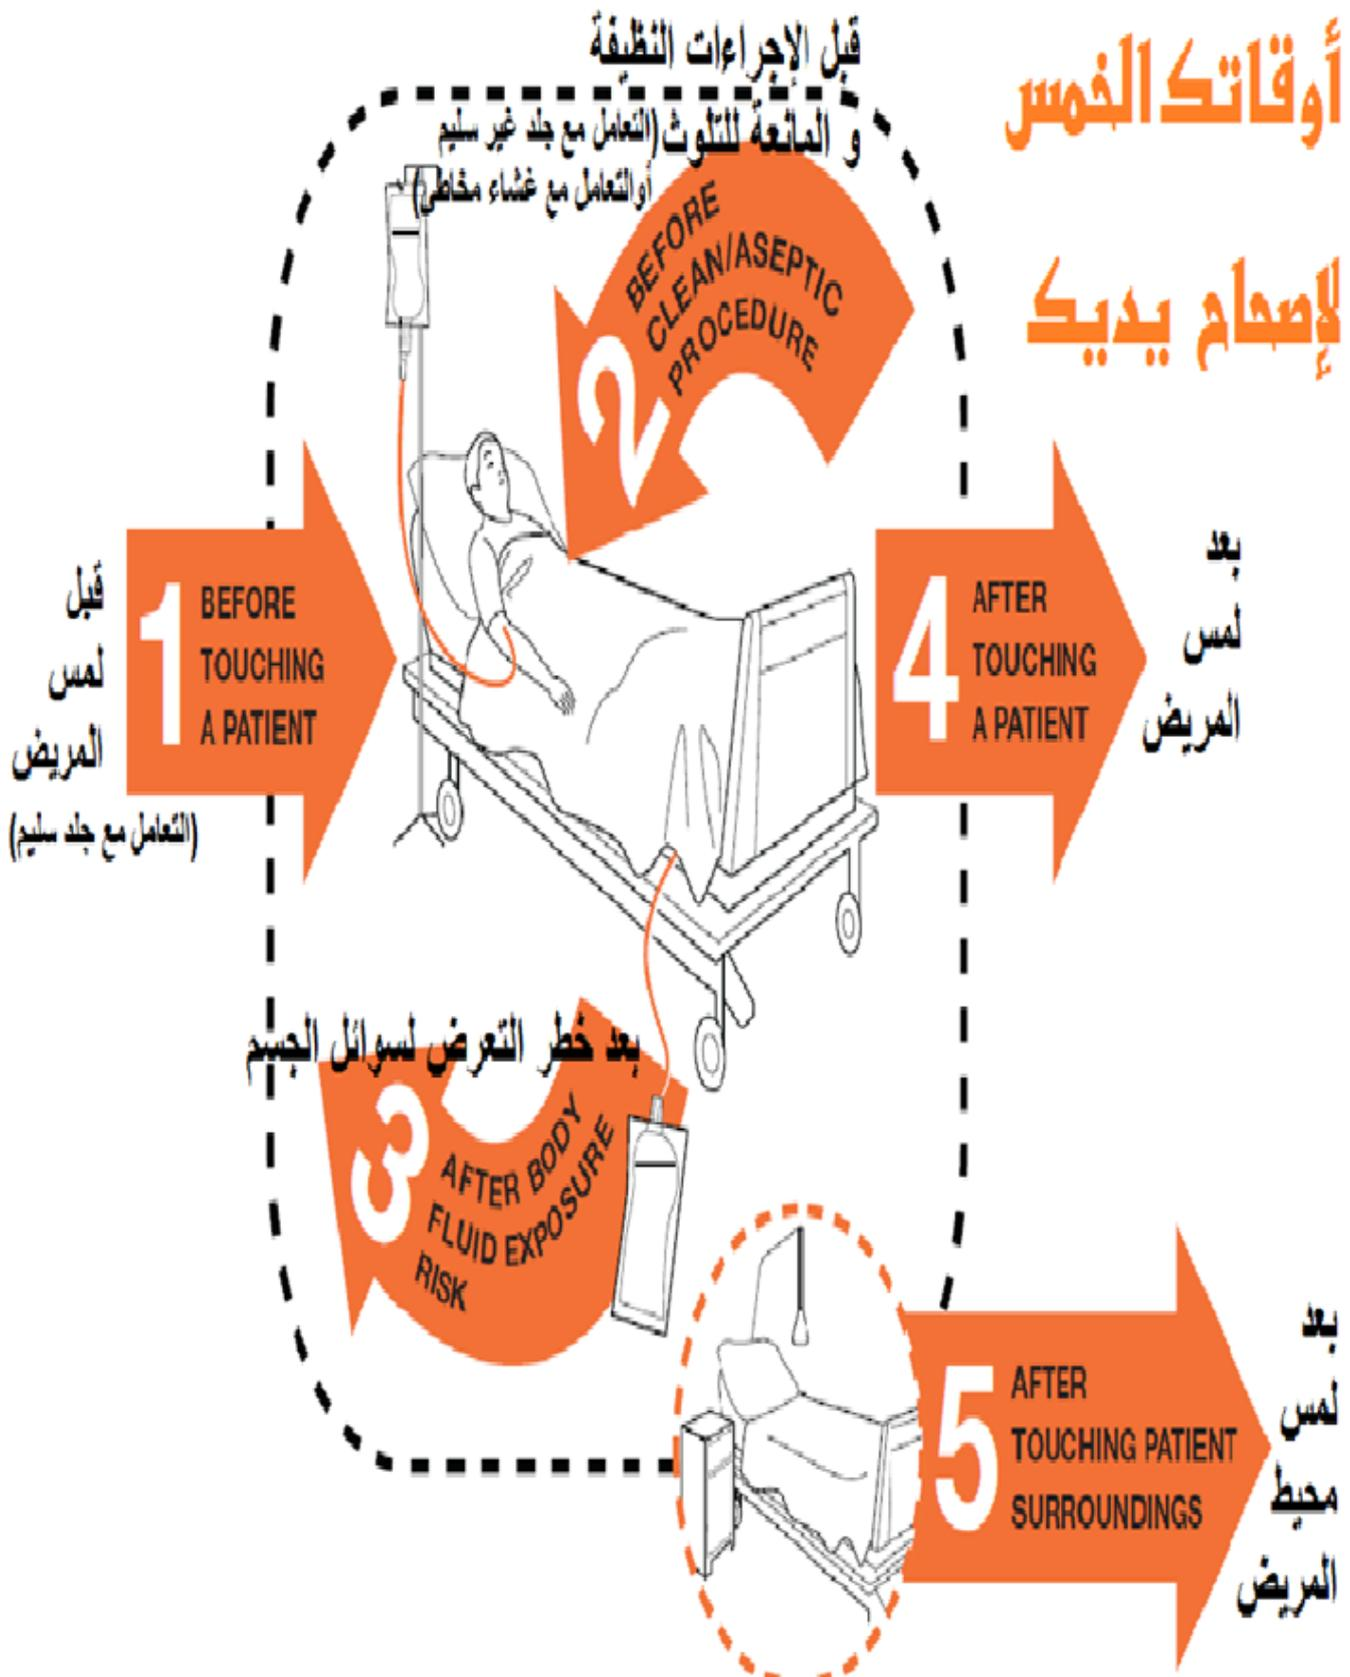 أوقاتك الخمس
لإصحاح يديك
قبل الإجراءات النظيفة
و المانعة للتلوث(التعامل مع جلد غير سليم
أوالتعامل مع غشاء مخاطي)
2
BEFORE
CLEAN/ASEPTIC
PROCEDURE
قبل
لمس
المريض
(التعامل مع جلد سليم)
1
BEFORE
TOUCHING
A PATIENT
4
AFTER
TOUCHING
A PATIENT
بعد
لمس
المريض
بعد خطر التعرض لسوائل الجسم
3
AFTER BODY
FLUID EXPOSURE
RISK
5
AFTER
TOUCHING PATIENT
SURROUNDINGS
بعد
لمس
محيط
المريض